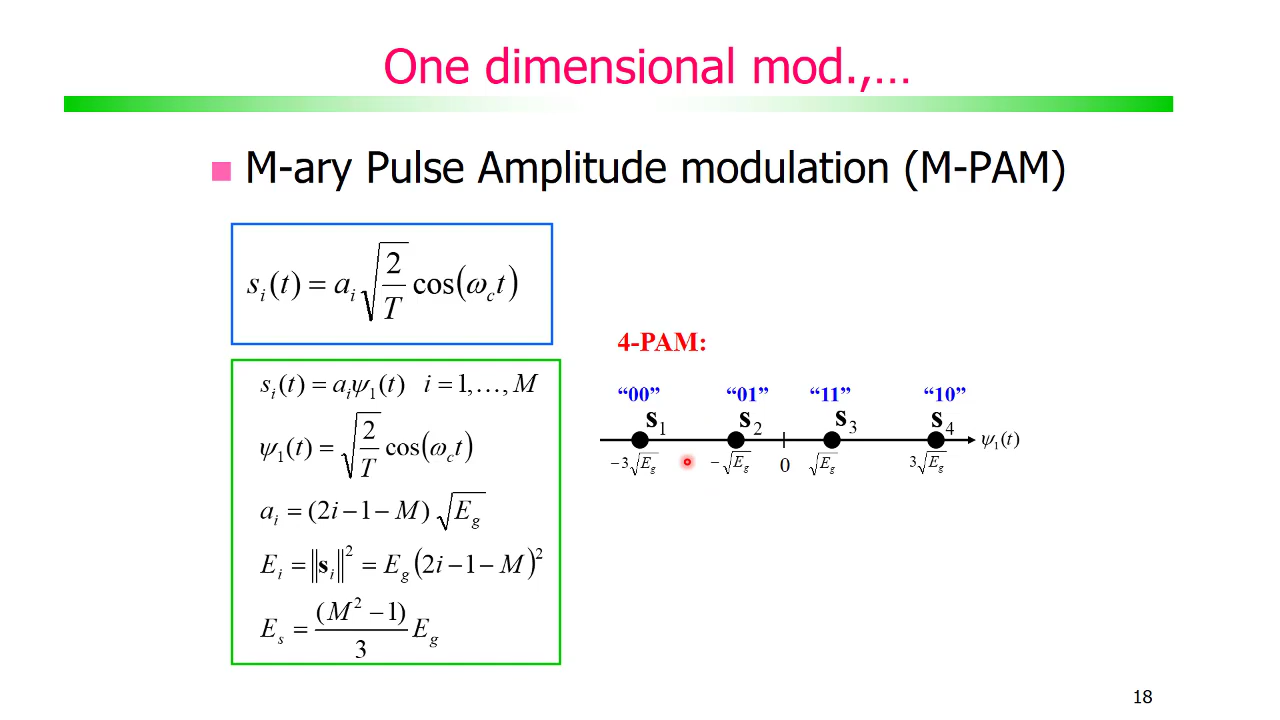 One dimensional mod.,…
M-ary Pulse Amplitude modulation (M-PAM)
s_i(t) = a_i √(2/T) cos(ω_c t)
s_i(t) = a_i ψ_1(t)   i = 1,…, M
ψ_1(t) = √(2/T) cos(ω_c t)
a_i = (2i − 1 − M) √E_g
E_i = ‖s_i‖² = E_g (2i − 1 − M)²
E_s = (M² − 1)/3 E_g
4-PAM:
“00” “01” “11” “10”
s_1 s_2 s_3 s_4 ψ_1(t)
−3√E_g −√E_g 0 √E_g 3√E_g
18